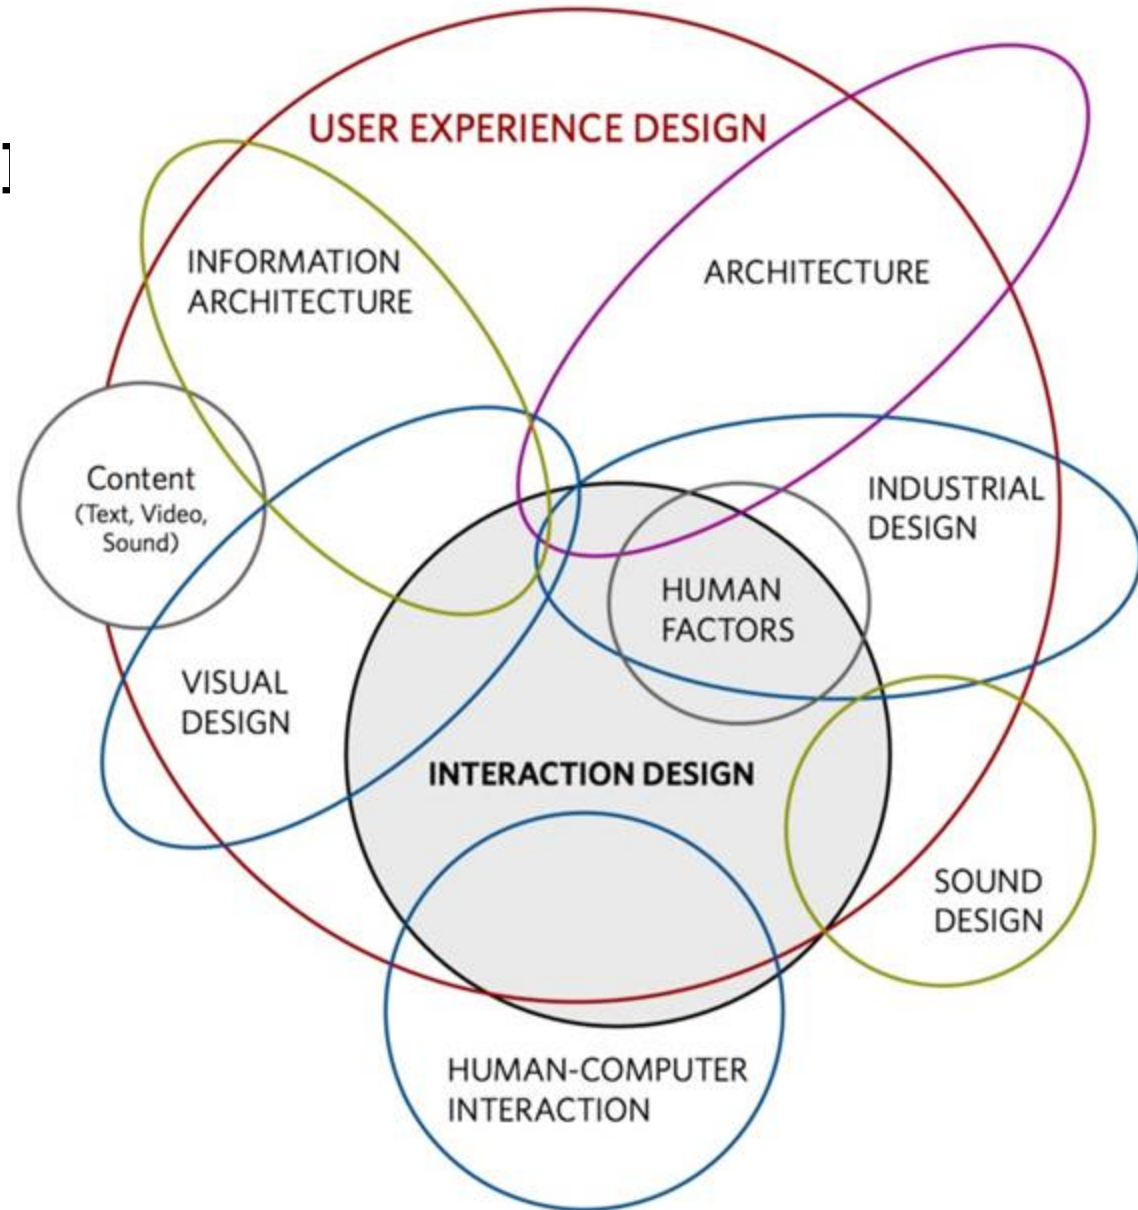 USER EXPERIENCE DESIGN
INFORMATION
ARCHITECTURE
ARCHITECTURE
Content
(Text, Video,
Sound)
INDUSTRIAL
DESIGN
HUMAN
FACTORS
VISUAL
DESIGN
INTERACTION DESIGN
SOUND
DESIGN
HUMAN-COMPUTER
INTERACTION